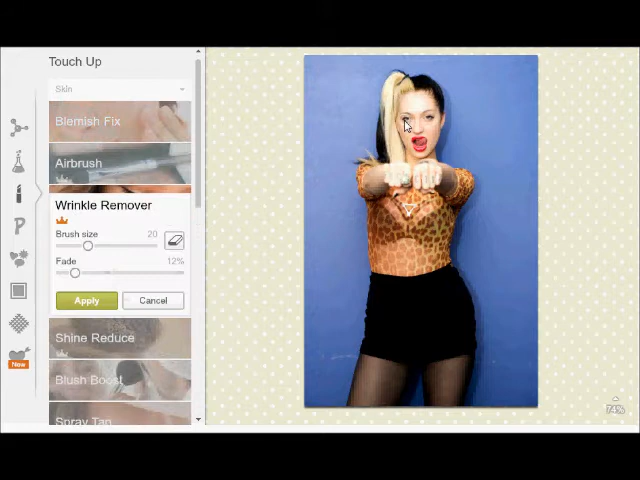 Touch Up
Skin
Blemish Fix
Airbrush
Wrinkle Remover
Brush size 20
Fade 12%
Apply Cancel
Shine Reduce
Blush Boost
Spray Tan
New
74%